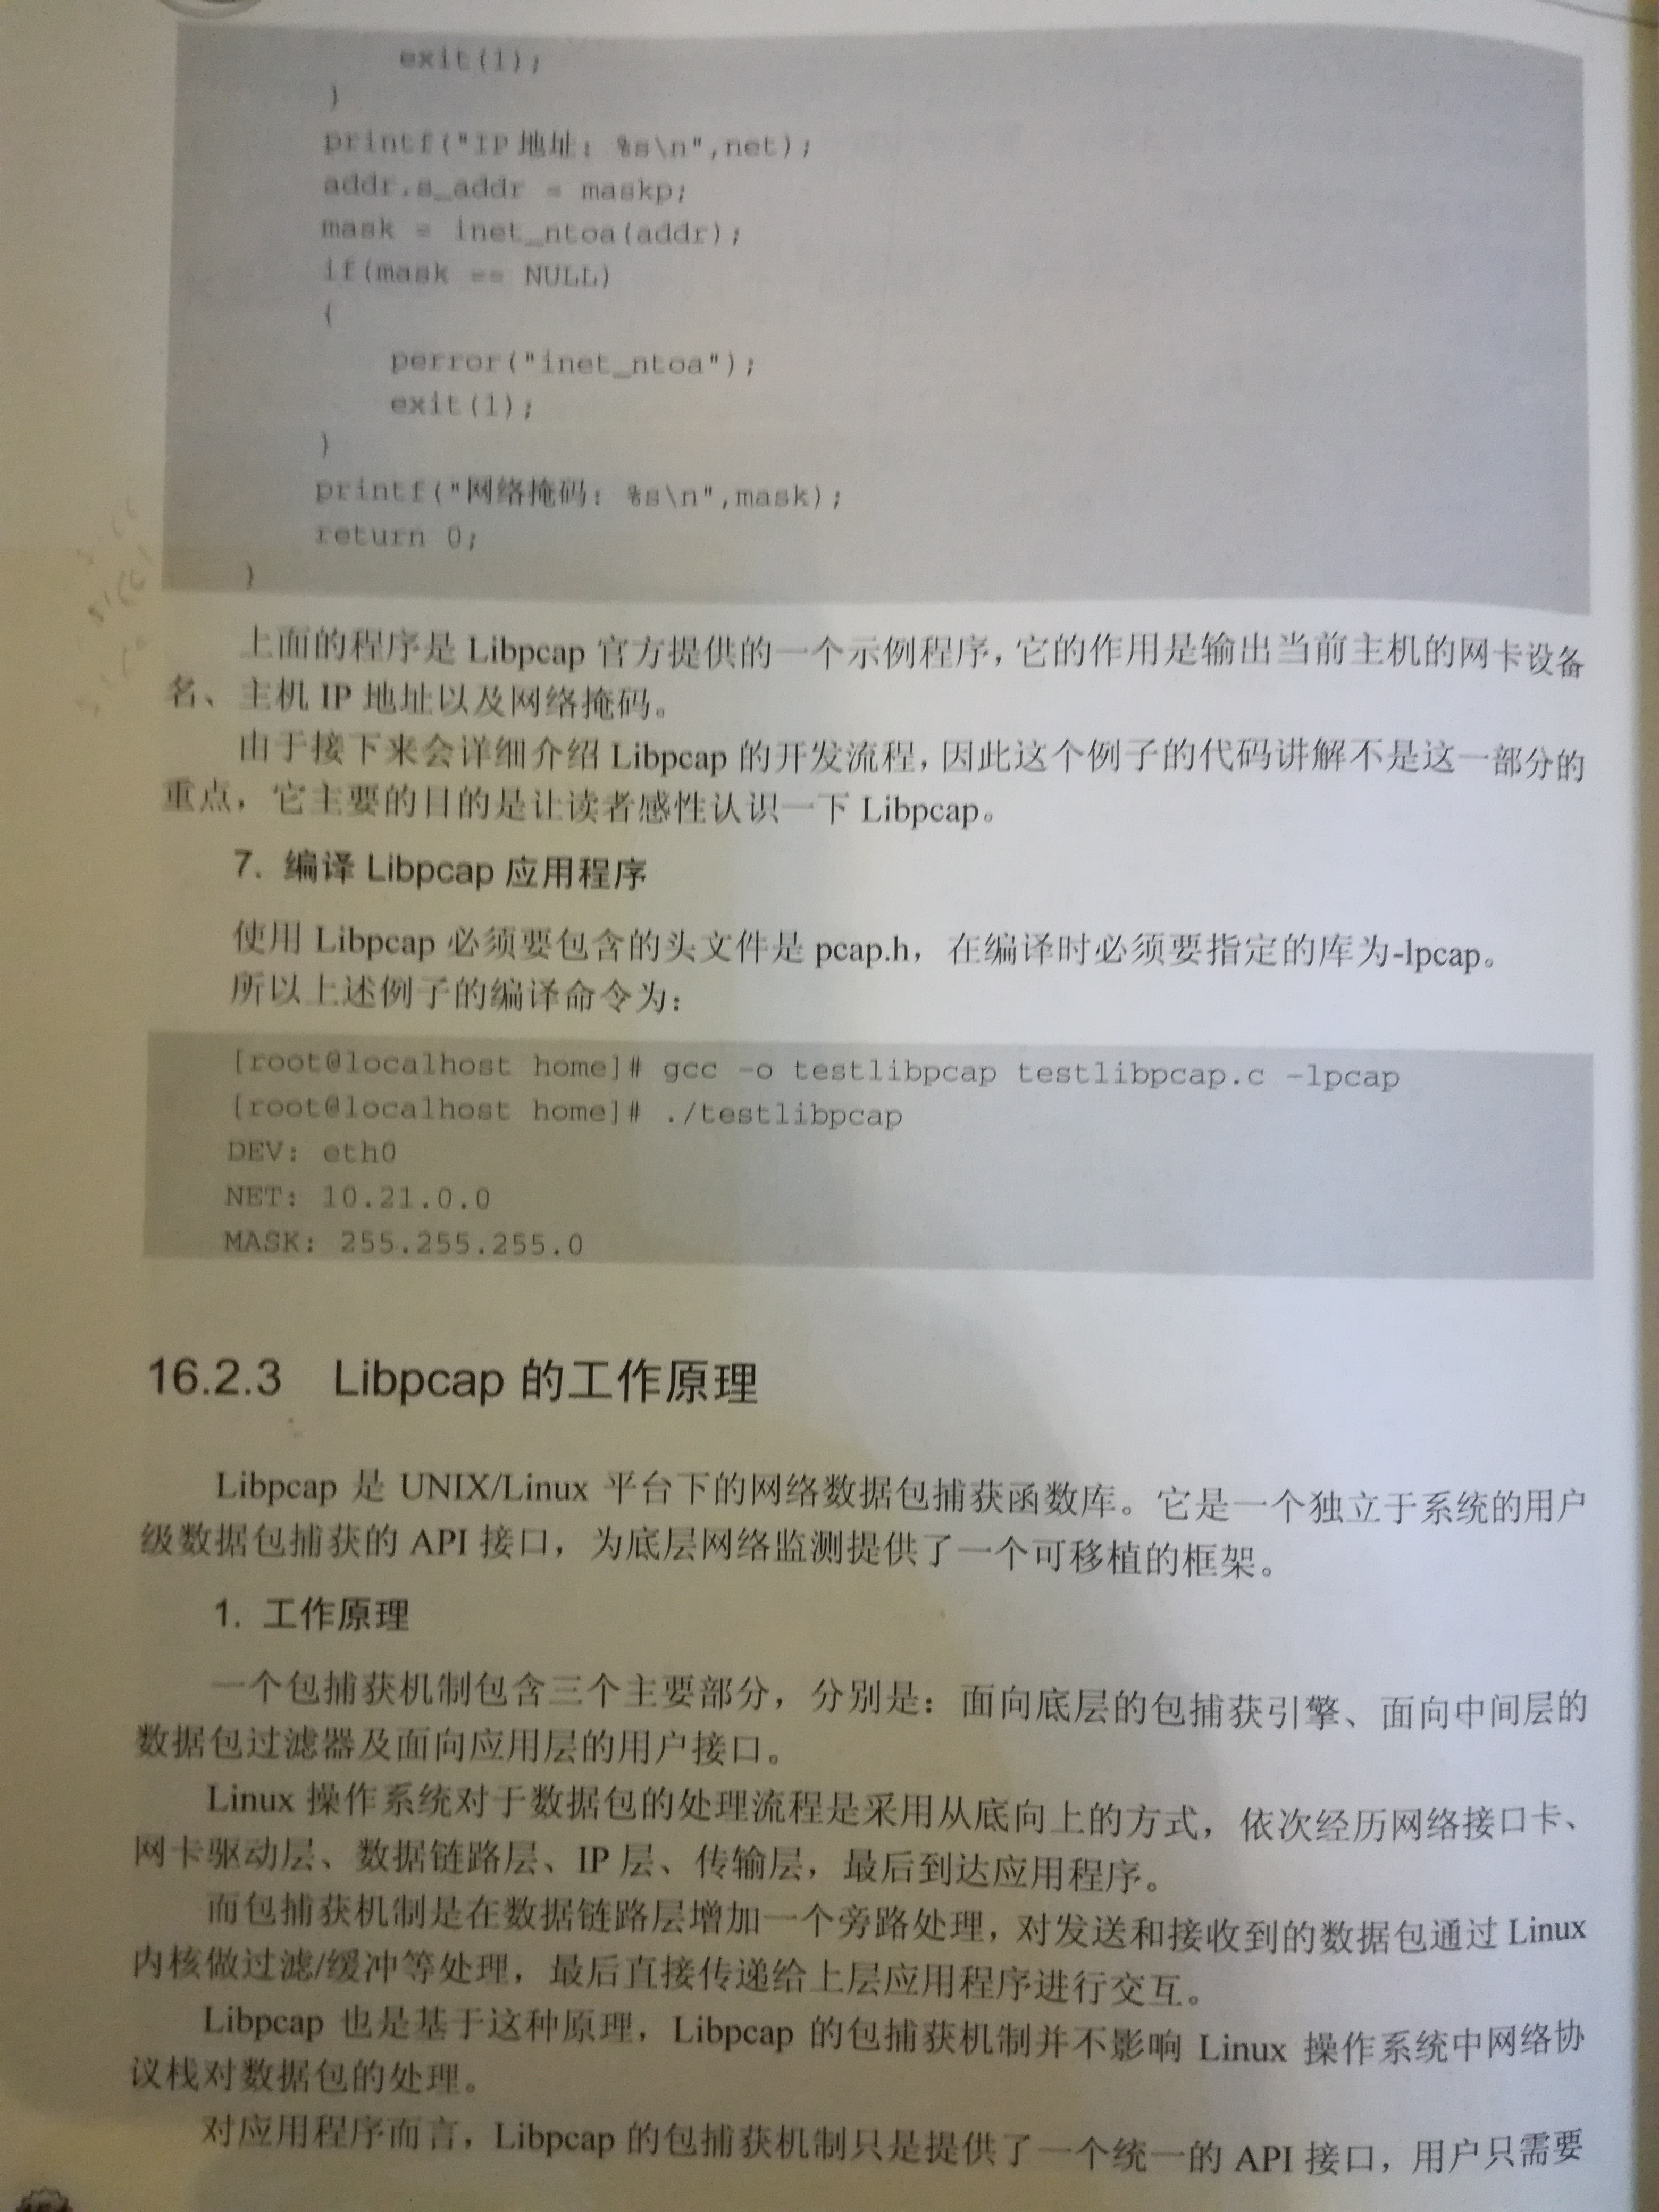 exit(1);
}
printf("IP 地址: %s\n",net);
addr.s_addr = maskp;
mask = inet_ntoa(addr);
if(mask == NULL)
{
perror("inet_ntoa");
exit(1);
}
printf("网络掩码: %s\n",mask);
return 0;
}
上面的程序是 Libpcap 官方提供的一个示例程序，它的作用是输出当前主机的网卡设备
名、主机 IP 地址以及网络掩码。
由于接下来会详细介绍 Libpcap 的开发流程，因此这个例子的代码讲解不是这一部分的
重点，它主要的目的是让读者感性认识一下 Libpcap。
7. 编译 Libpcap 应用程序
使用 Libpcap 必须要包含的头文件是 pcap.h，在编译时必须要指定的库为-lpcap。
所以上述例子的编译命令为：
[root@localhost home]# gcc -o testlibpcap testlibpcap.c -lpcap
[root@localhost home]# ./testlibpcap
DEV: eth0
NET: 10.21.0.0
MASK: 255.255.255.0
16.2.3 Libpcap 的工作原理
Libpcap 是 UNIX/Linux 平台下的网络数据包捕获函数库。它是一个独立于系统的用户
级数据包捕获的 API 接口，为底层网络监测提供了一个可移植的框架。
1. 工作原理
一个包捕获机制包含三个主要部分，分别是：面向底层的包捕获引擎、面向中间层的
数据包过滤器及面向应用层的用户接口。
Linux 操作系统对于数据包的处理流程是采用从底向上的方式，依次经历网络接口卡、
网卡驱动层、数据链路层、IP 层、传输层，最后到达应用程序。
而包捕获机制是在数据链路层增加一个旁路处理，对发送和接收到的数据包通过 Linux
内核做过滤/缓冲等处理，最后直接传递给上层应用程序进行交互。
Libpcap 也是基于这种原理，Libpcap 的包捕获机制并不影响 Linux 操作系统中网络协
议栈对数据包的处理。
对应用程序而言，Libpcap 的包捕获机制只是提供了一个统一的 API 接口，用户只需要